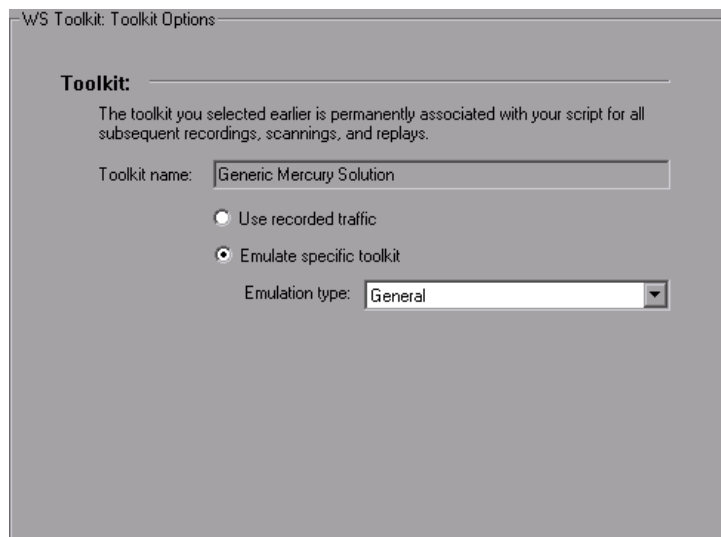 WS Toolkit: Toolkit Options
Toolkit:
The toolkit you selected earlier is permanently associated with your script for all
subsequent recordings, scannings, and replays.
Toolkit name: Generic Mercury Solution
Use recorded traffic
Emulate specific toolkit
Emulation type: General